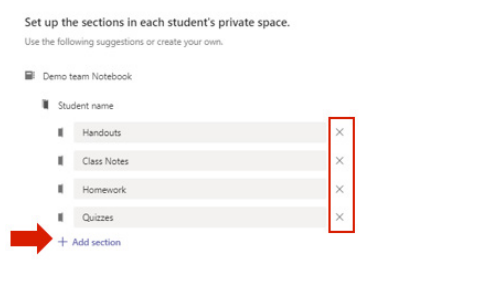 Set up the sections in each student's private space.
Use the following suggestions or create your own.
Demo team Notebook
Student name
Handouts
Class Notes
Homework
Quizzes
+ Add section